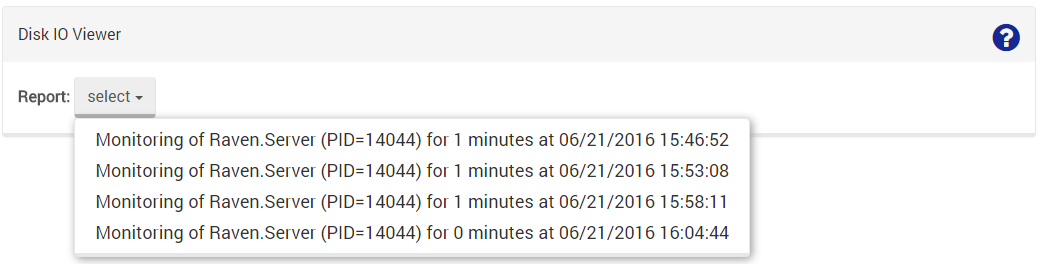 Disk IO Viewer
?
Report: select
Monitoring of Raven.Server (PID=14044) for 1 minutes at 06/21/2016 15:46:52
Monitoring of Raven.Server (PID=14044) for 1 minutes at 06/21/2016 15:53:08
Monitoring of Raven.Server (PID=14044) for 1 minutes at 06/21/2016 15:58:11
Monitoring of Raven.Server (PID=14044) for 0 minutes at 06/21/2016 16:04:44